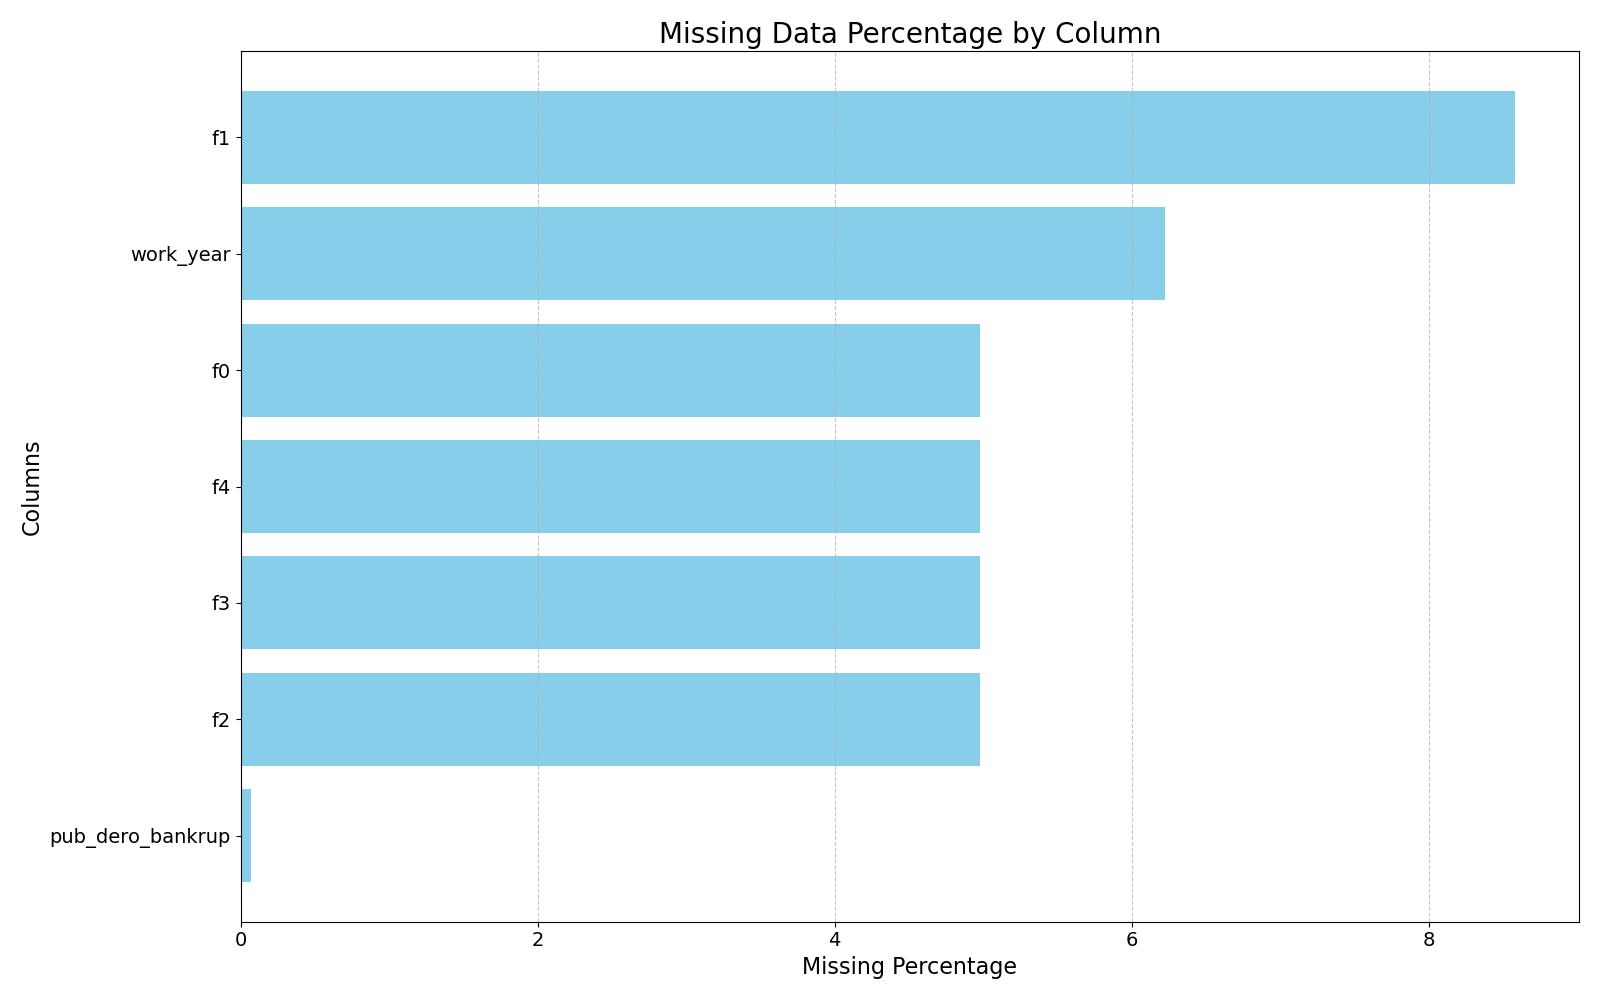 Missing Data Percentage by Column
f1
work_year
f0
f4
f3
f2
pub_dero_bankrup
Columns
0 2 4 6 8
Missing Percentage